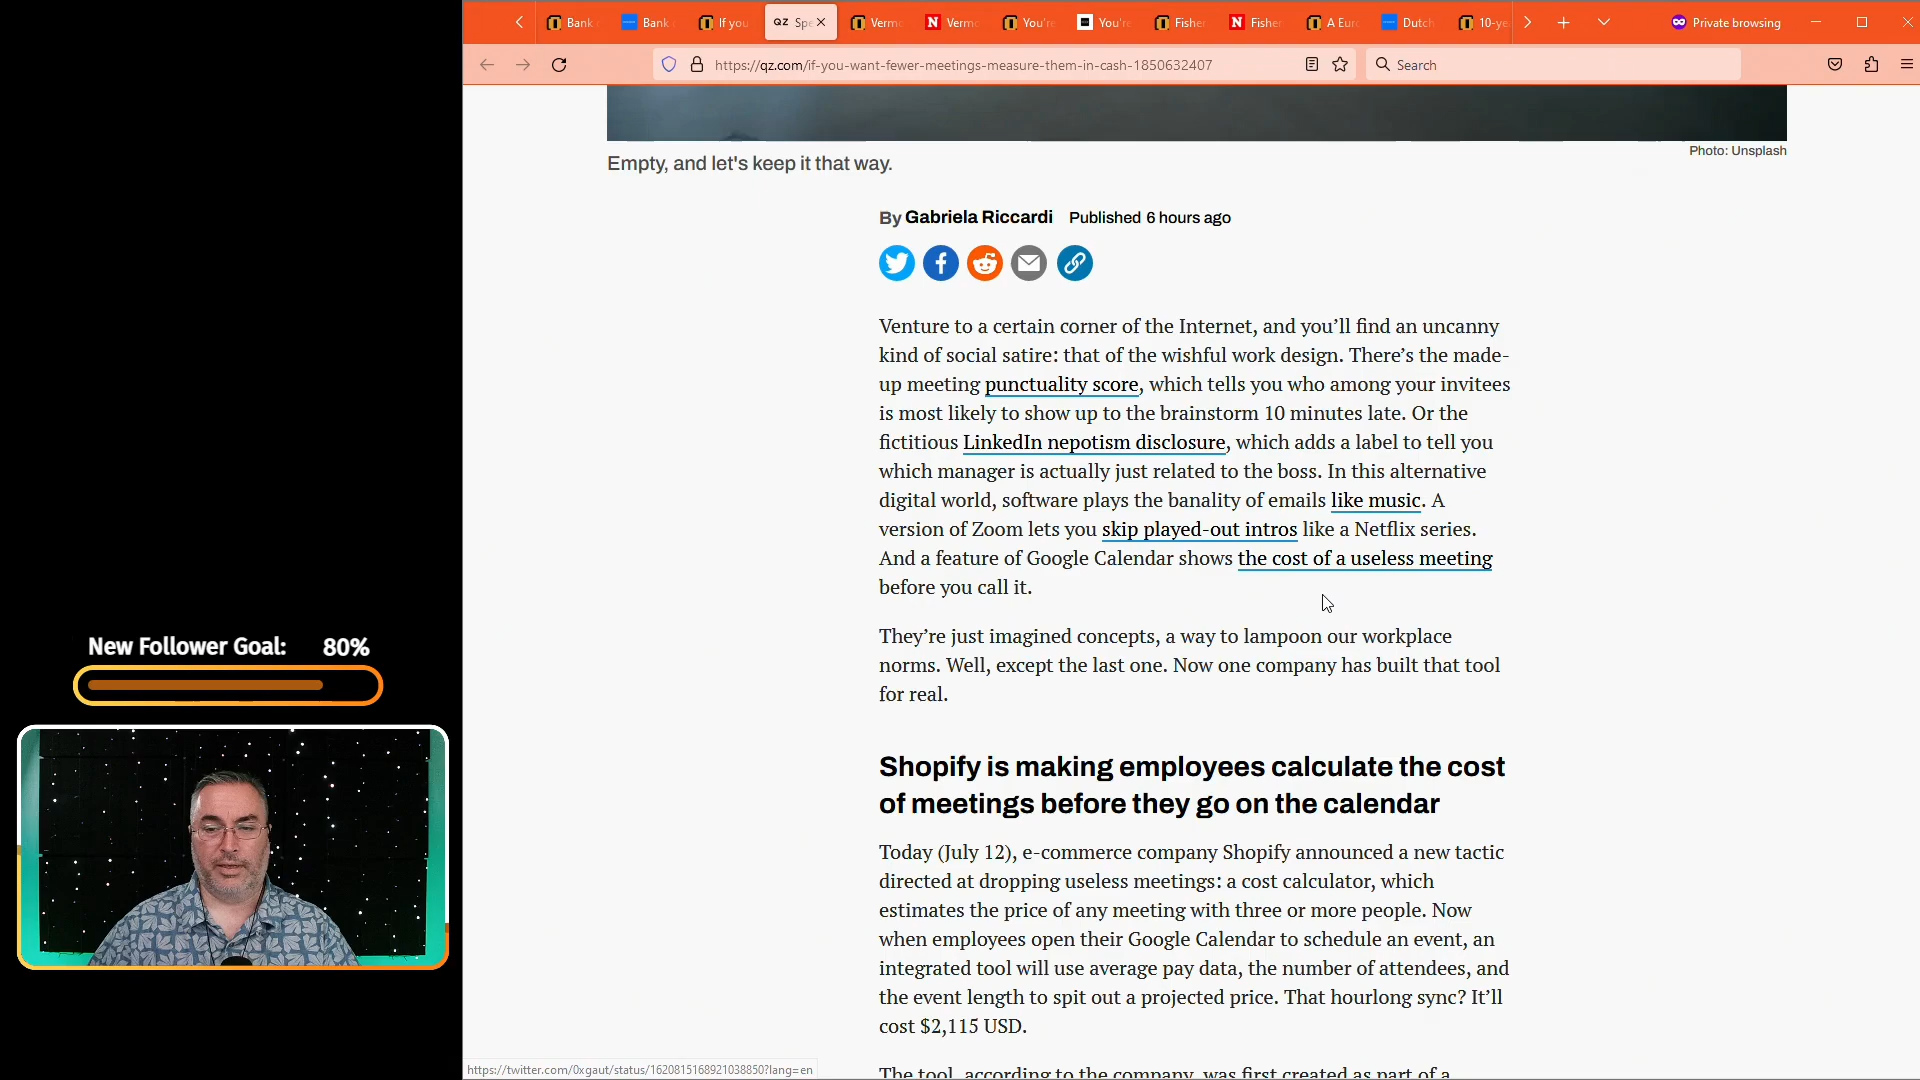 Bank
Bank
If you
QZ Spe
Vermo
N Vermo
You're
You're
Fisher
N Fisher
A Eur
Dutch
10-ye
Private browsing
https://qz.com/if-you-want-fewer-meetings-measure-them-in-cash-1850632407
Search
Empty, and let's keep it that way.
Photo: Unsplash
By Gabriela Riccardi Published 6 hours ago
Venture to a certain corner of the Internet, and you'll find an uncanny
kind of social satire: that of the wishful work design. There's the made-
up meeting punctuality score, which tells you who among your invitees
is most likely to show up to the brainstorm 10 minutes late. Or the
fictitious LinkedIn nepotism disclosure, which adds a label to tell you
which manager is actually just related to the boss. In this alternative
digital world, software plays the banality of emails like music. A
version of Zoom lets you skip played-out intros like a Netflix series.
And a feature of Google Calendar shows the cost of a useless meeting
before you call it.
They're just imagined concepts, a way to lampoon our workplace
norms. Well, except the last one. Now one company has built that tool
for real.
Shopify is making employees calculate the cost
of meetings before they go on the calendar
Today (July 12), e-commerce company Shopify announced a new tactic
directed at dropping useless meetings: a cost calculator, which
estimates the price of any meeting with three or more people. Now
when employees open their Google Calendar to schedule an event, an
integrated tool will use average pay data, the number of attendees, and
the event length to spit out a projected price. That hourlong sync? It'll
cost $2,115 USD.
The tool, according to the company, was first created as part of a
https://twitter.com/0xgaut/status/1620815168921038850?lang=en
New Follower Goal: 80%